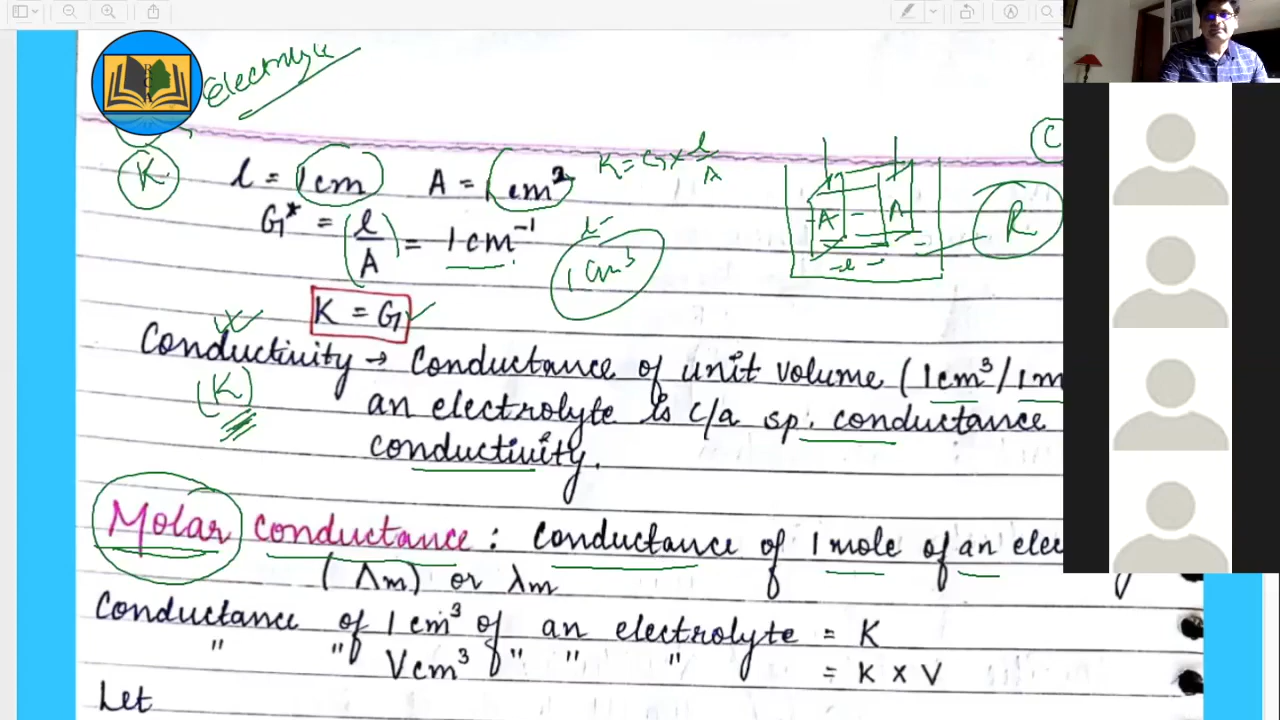 Electrolyte
K l = 1cm A = 1cm² K = G × l/A
G* = (l/A) = 1cm⁻¹
1cm³
A A
l
R
C
K = G
Conductivity → Conductance of unit volume (1cm³/1m
(K) an electrolyte is c/a sp. conductance
conductivity.
Molar conductance : Conductance of 1 mole of an elec
(Λm) or λm
Conductance of 1cm³ of an electrolyte = K
" " Vcm³ " " " = K × V
Let